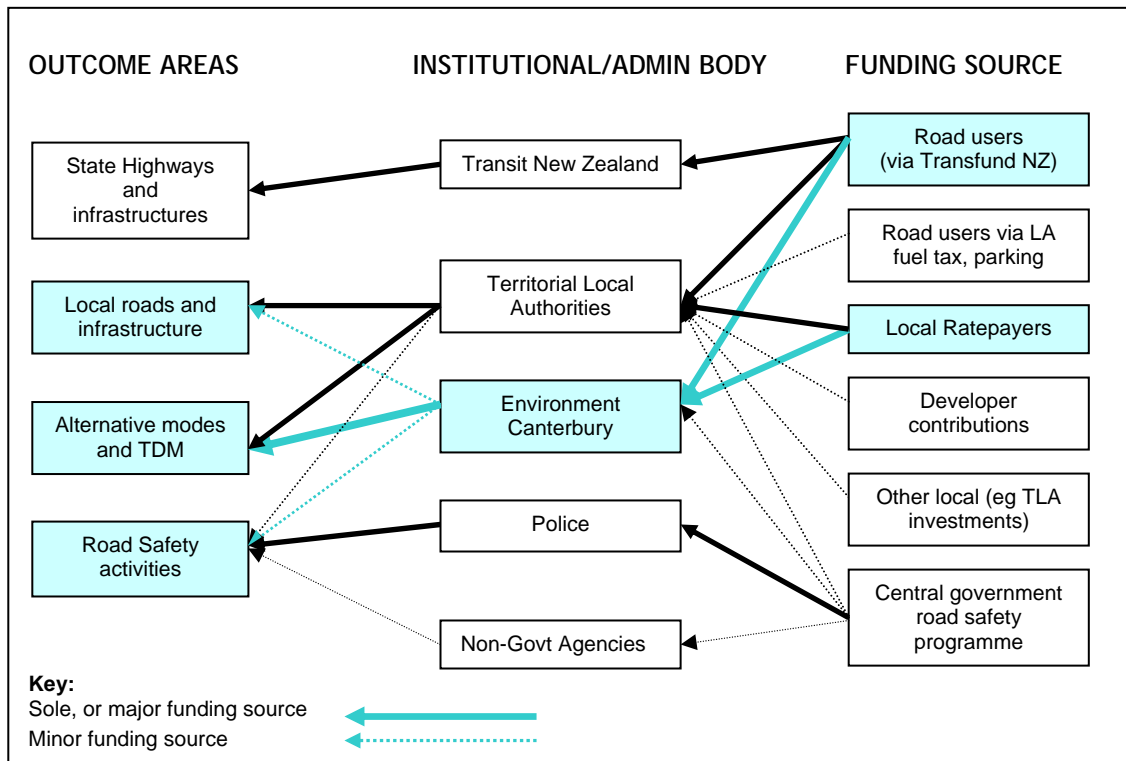 OUTCOME AREAS
INSTITUTIONAL/ADMIN BODY
FUNDING SOURCE
State Highways
and
infrastructures
Local roads and
infrastructure
Alternative modes
and TDM
Road Safety
activities
Transit New Zealand
Territorial Local
Authorities
Environment
Canterbury
Police
Non-Govt Agencies
Road users
(via Transfund NZ)
Road users via LA
fuel tax, parking
Local Ratepayers
Developer
contributions
Other local (eg TLA
investments)
Central government
road safety
programme
Key:
Sole, or major funding source
Minor funding source